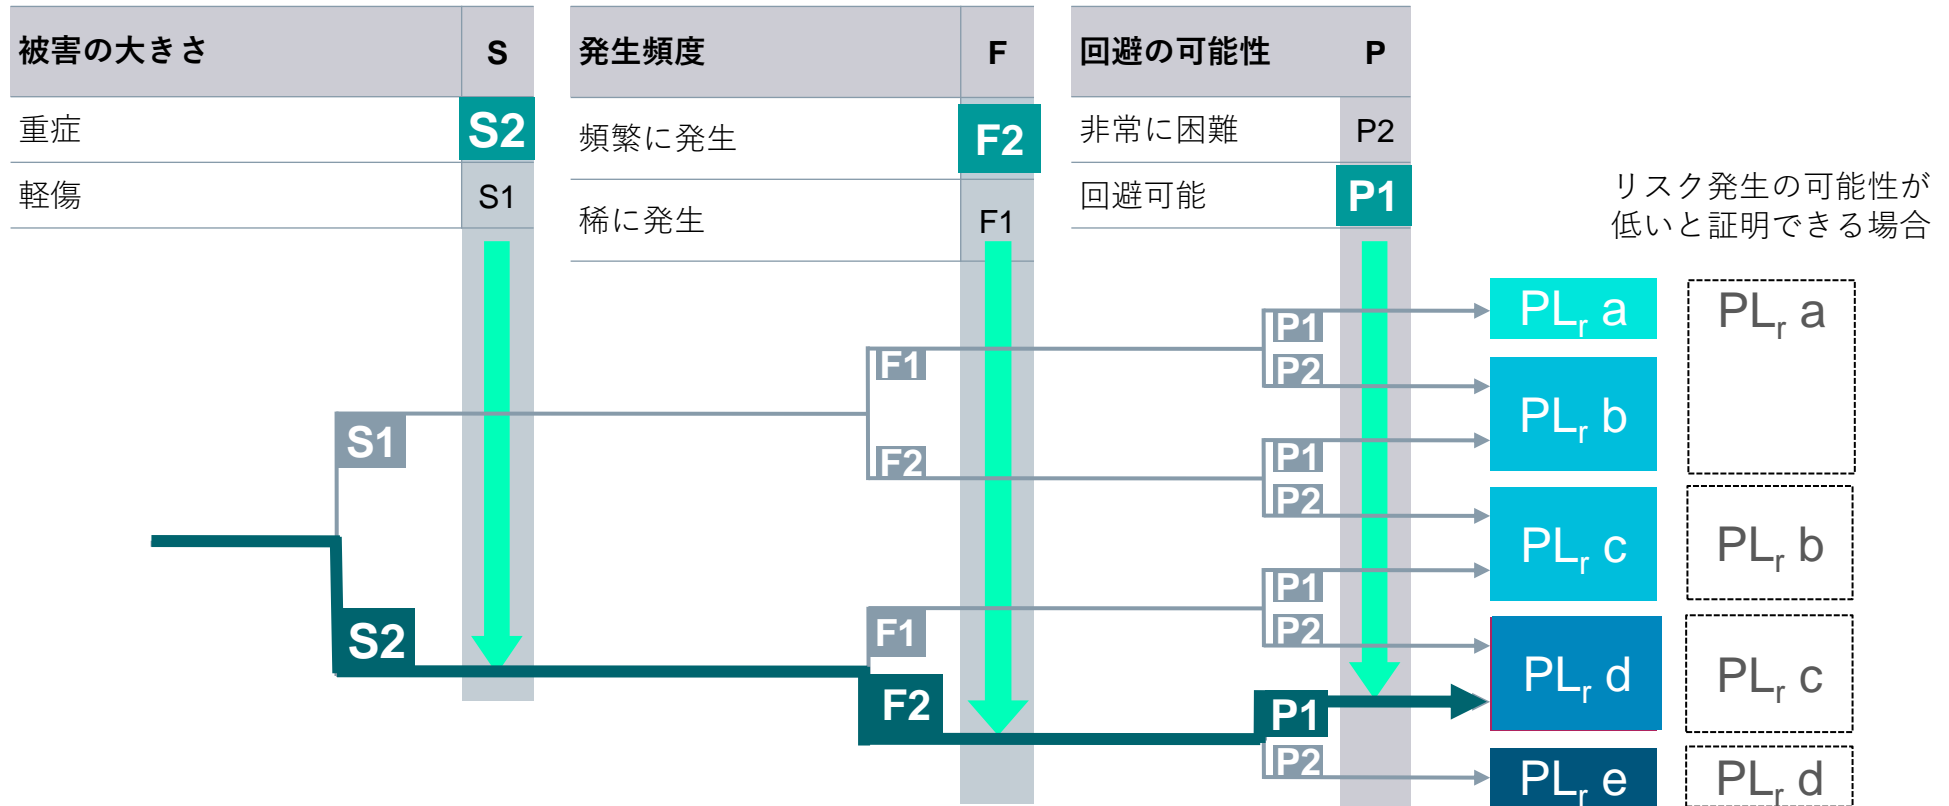 被害の大きさ S
重症 S2
軽傷 S1
発生頻度 F
頻繁に発生 F2
稀に発生 F1
回避の可能性 P
非常に困難 P2
回避可能 P1
リスク発生の可能性が
低いと証明できる場合
S1
S2
F1
F2
F1
F2
P1
P2
P1
P2
P1
P2
P1
P2
PLr a
PLr b
PLr c
PLr d
PLr e
PLr a
PLr b
PLr c
PLr d